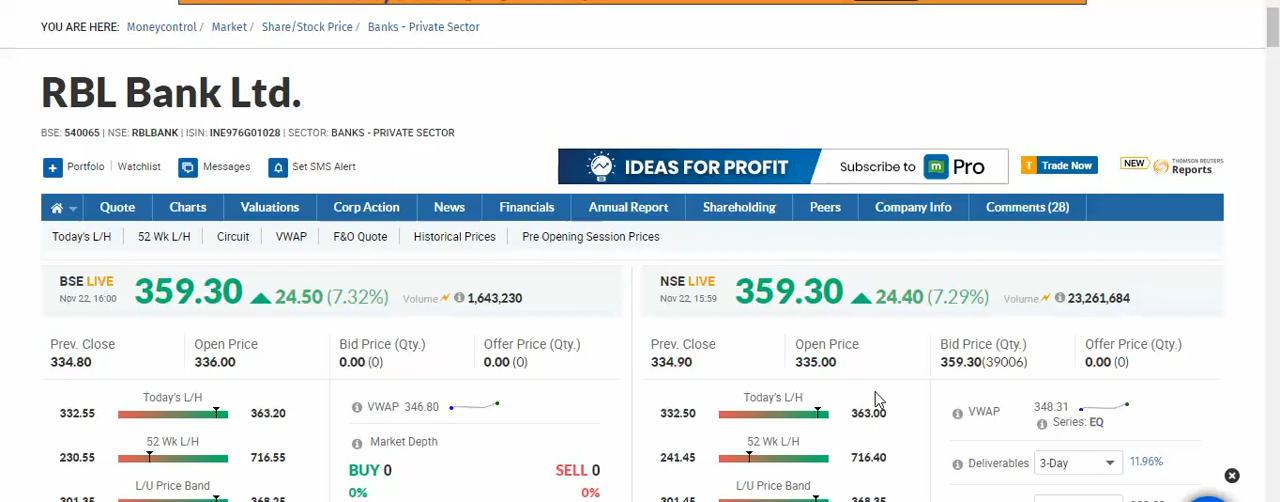 YOU ARE HERE: Moneycontrol / Market / Share/Stock Price / Banks - Private Sector
RBL Bank Ltd.
BSE: 540065 | NSE: RBLBANK | ISIN: INE976G01028 | SECTOR: BANKS - PRIVATE SECTOR
Portfolo | Watchlist Messages Set SMS Alert
IDEAS FOR PROFIT Subscribe to m Pro
T Trade Now
NEW THOMSON REUTERS
Reports
Quote Charts Valuations Corp Action News Financials Annual Report Shareholding Peers Company Info Comments (28)
Today's L/H 52 Wk L/H Circuit VWAP F&O Quote Historical Prices Pre Opening Session Prices
BSE LIVE
Nov 22, 16:00
359.30 24.50 (7.32%) Volume 1,643,230
NSE LIVE
Nov 22, 15:59
359.30 24.40 (7.29%) Volume 23,261,684
Prev. Close Open Price Bid Price (Qty.) Offer Price (Qty.)
334.80 336.00 0.00 (0) 0.00 (0)
Prev. Close Open Price Bid Price (Qty.) Offer Price (Qty.)
334.90 335.00 359.30(39006) 0.00 (0)
Today's L/H
332.55 363.20
52 Wk L/H
230.55 716.55
L/U Price Band
301.35 368.25
VWAP 346.80
Market Depth
BUY 0 SELL 0
0% 0%
Today's L/H
332.50 363.00
52 Wk L/H
241.45 716.40
L/U Price Band
301.45 368.35
VWAP 348.31
Series: EQ
Deliverables 3-Day 11.96%